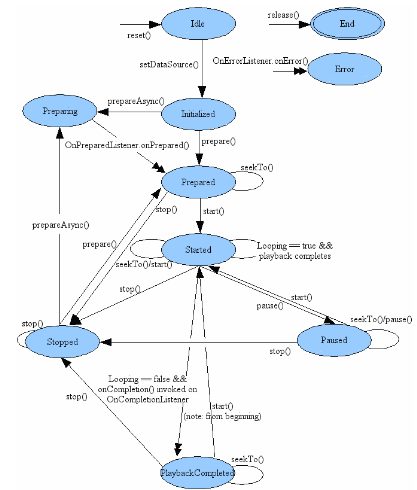 Idle
release()
End
reset()
setDataSource()
OnErrorListener.onError()
Error
Preparing
prepareAsync()
Initialized
OnPreparedListener.onPrepared()
prepare()
seekTo()
Prepared
stop()
start()
prepareAsync()
prepare()
Started
Looping == true &&
playback completes
seekTo()/start()
stop()
start()
pause()
seekTo()/pause()
stop()
Stopped
Paused
stop()
Looping == false &&
onCompletion() invoked on
OnCompletionListener
stop()
start()
(note: from beginning)
PlaybackCompleted
seekTo()